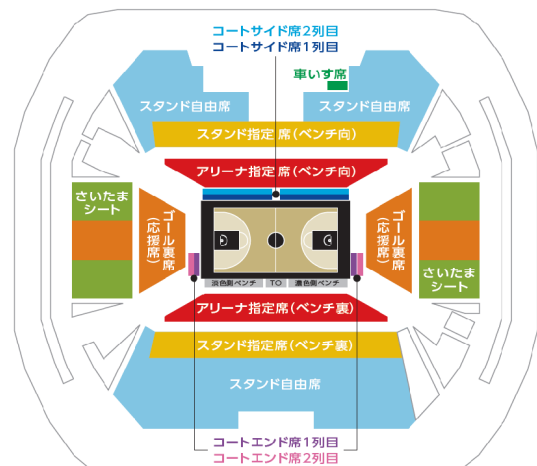 コートサイド席2列目
コートサイド席1列目
車いす席
スタンド自由席
スタンド自由席
スタンド指定席(ベンチ向)
アリーナ指定席(ベンチ向)
さいたま
シート
ゴール裏席
(応援席)
ゴール裏席
(応援席)
さいたま
シート
淡色側ベンチ
TO
濃色側ベンチ
アリーナ指定席(ベンチ裏)
スタンド指定席(ベンチ裏)
スタンド自由席
コートエンド席1列目
コートエンド席2列目